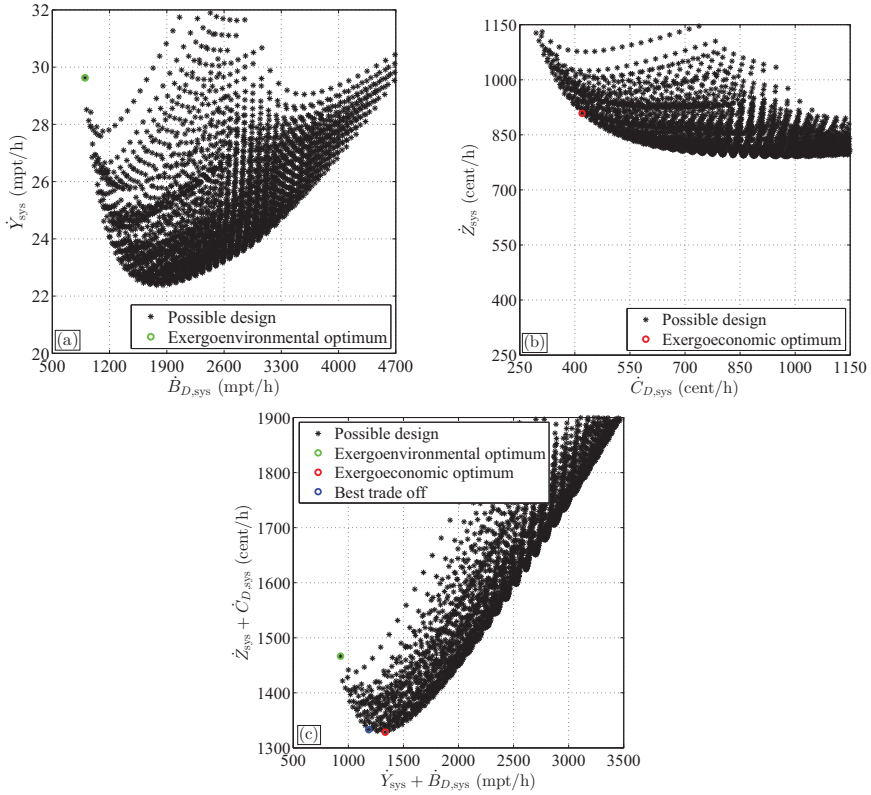 32
30
28
26
24
22
20
Ẏsys (mpt/h)
Possible design
Exergoenvironmental optimum
(a)
500 1200 1900 2600 3300 4000 4700
ḂD,sys (mpt/h)
1150
1000
850
700
550
400
250
Żsys (cent/h)
Possible design
Exergoeconomic optimum
(b)
250 400 550 700 850 1000 1150
ĊD,sys (cent/h)
1900
1800
1700
1600
1500
1400
1300
Żsys + ĊD,sys (cent/h)
Possible design
Exergoenvironmental optimum
Exergoeconomic optimum
Best trade off
(c)
500 1000 1500 2000 2500 3000 3500
Ẏsys + ḂD,sys (mpt/h)